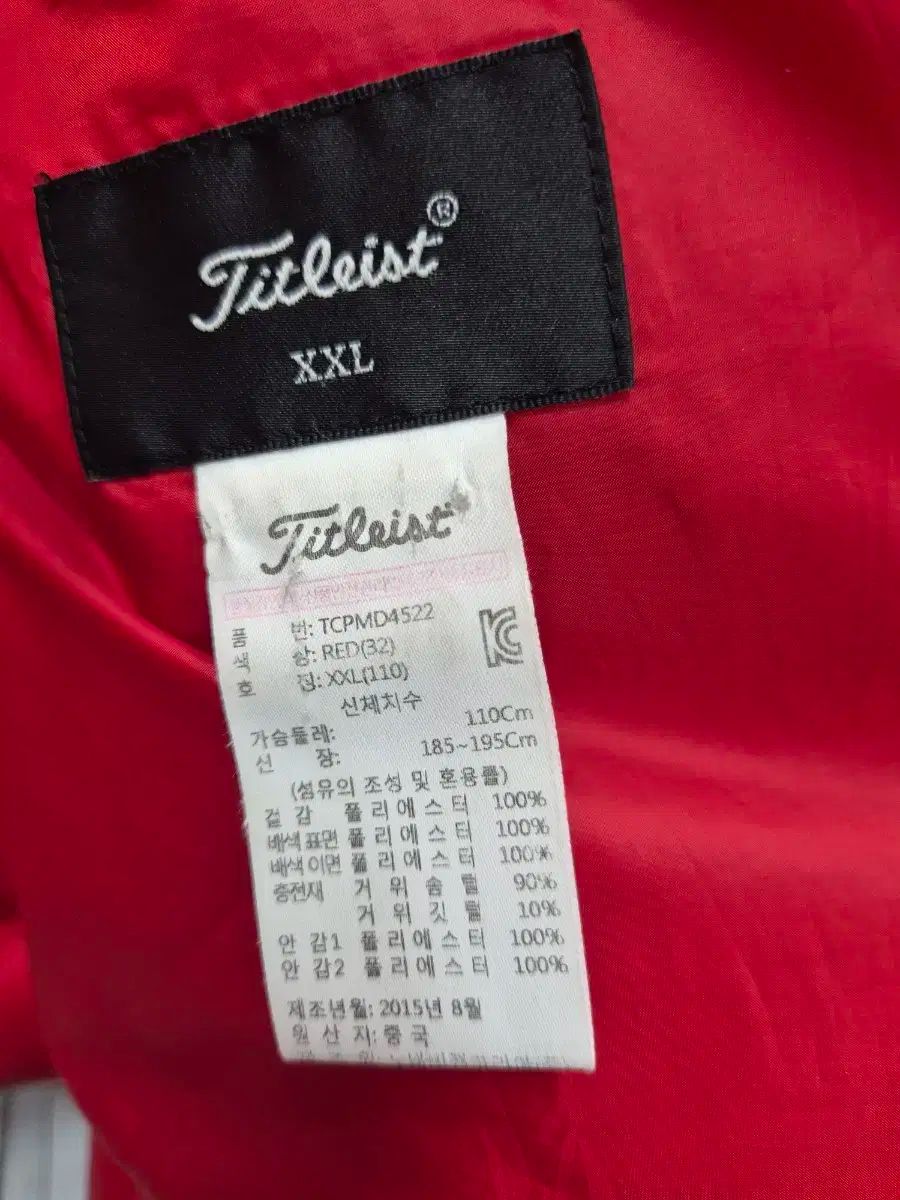 Titleist®
XXL
Titleist
품 번: TCPMD4522
색 상: RED(32)
호 칭: XXL(110)
신체치수
가슴둘레: 110Cm
신 장: 185~195Cm
(섬유의 조성 및 혼용률)
겉 감 폴리에스터 100%
배색표면 폴리에스터 100%
배색이면 폴리에스터 100%
충전재 거위솜털 90%
거위깃털 10%
안 감1 폴리에스터 100%
안 감2 폴리에스터 100%
제조년월: 2015년 8월
원 산 지: 중국